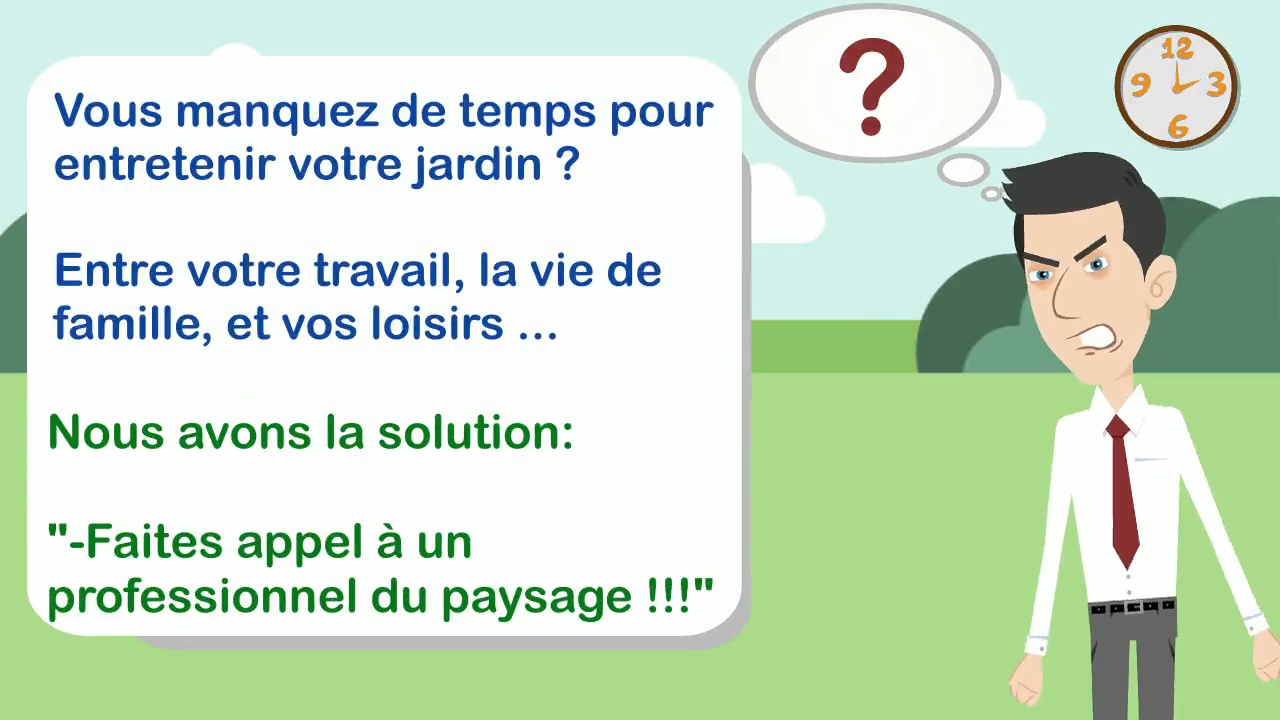 Vous manquez de temps pour
entretenir votre jardin ?
Entre votre travail, la vie de
famille, et vos loisirs ...
Nous avons la solution:
"-Faites appel à un
professionnel du paysage !!!"
?
12
9 3
6